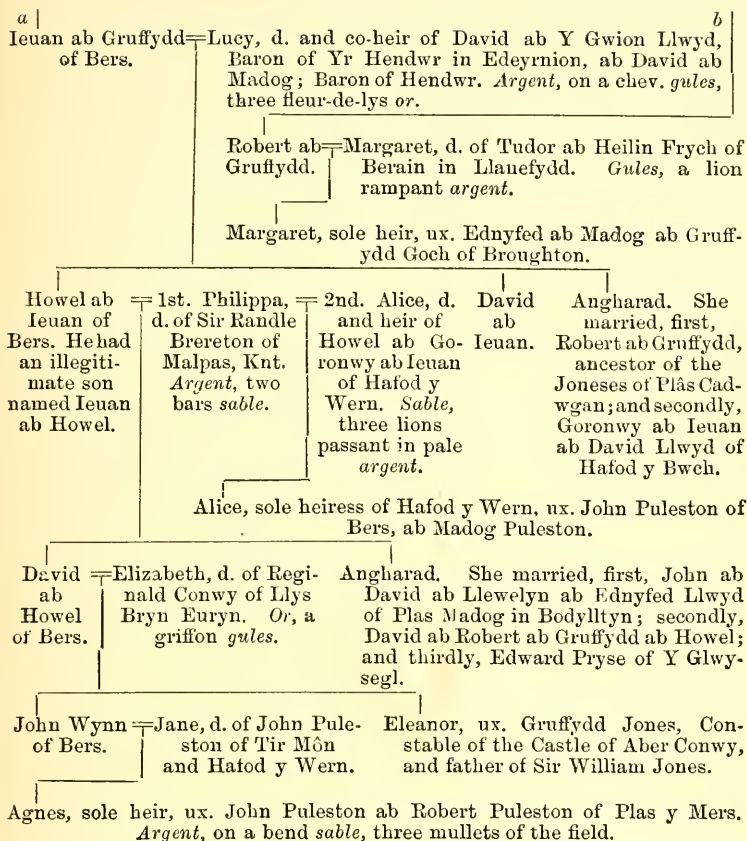 a | b
Ieuan ab Gruffydd=Lucy, d. and co-heir of David ab Y Gwion Llwyd,
of Bers. Baron of Yr Hendwr in Edeyrnion, ab David ab
Madog; Baron of Hendwr. Argent, on a chev. gules,
three fleur-de-lys or.
Robert ab=Margaret, d. of Tudor ab Heilin Frych of
Gruffydd. Berain in Llanefydd. Gules, a lion
rampant argent.
Margaret, sole heir, ux. Ednyfed ab Madog ab Gruff-
ydd Goch of Broughton.
Howel ab
Ieuan of
Bers. He had
an illegiti-
mate son
named Ieuan
ab Howel.
= 1st. Philippa,
d. of Sir Randle
Brereton of
Malpas, Knt.
Argent, two
bars sable.
= 2nd. Alice, d.
and heir of
Howel ab Go-
ronwy ab Ieuan
of Hafod y
Wern. Sable,
three lions
passant in pale
argent.
David
ab
Ieuan.
Angharad. She
married, first,
Robert ab Gruffydd,
ancestor of the
Joneses of Plâs Cad-
wgan; and secondly,
Goronwy ab Ieuan
ab David Llwyd of
Hafod y Bwch.
Alice, sole heiress of Hafod y Wern, ux. John Puleston of
Bers, ab Madog Puleston.
David
ab
Howel
of Bers.
=Elizabeth, d. of Regi-
nald Conwy of Llys
Bryn Euryn. Or, a
griffon gules.
Angharad. She married, first, John ab
David ab Llewelyn ab Ednyfed Llwyd
of Plas Madog in Bodylltyn; secondly,
David ab Robert ab Gruffydd ab Howel;
and thirdly, Edward Pryse of Y Glwy-
segl.
John Wynn
of Bers.
=Jane, d. of John Pule-
ston of Tir Môn
and Hafod y Wern.
Eleanor, ux. Gruffydd Jones, Con-
stable of the Castle of Aber Conwy,
and father of Sir William Jones.
Agnes, sole heir, ux. John Puleston ab Robert Puleston of Plas y Mers.
Argent, on a bend sable, three mullets of the field.